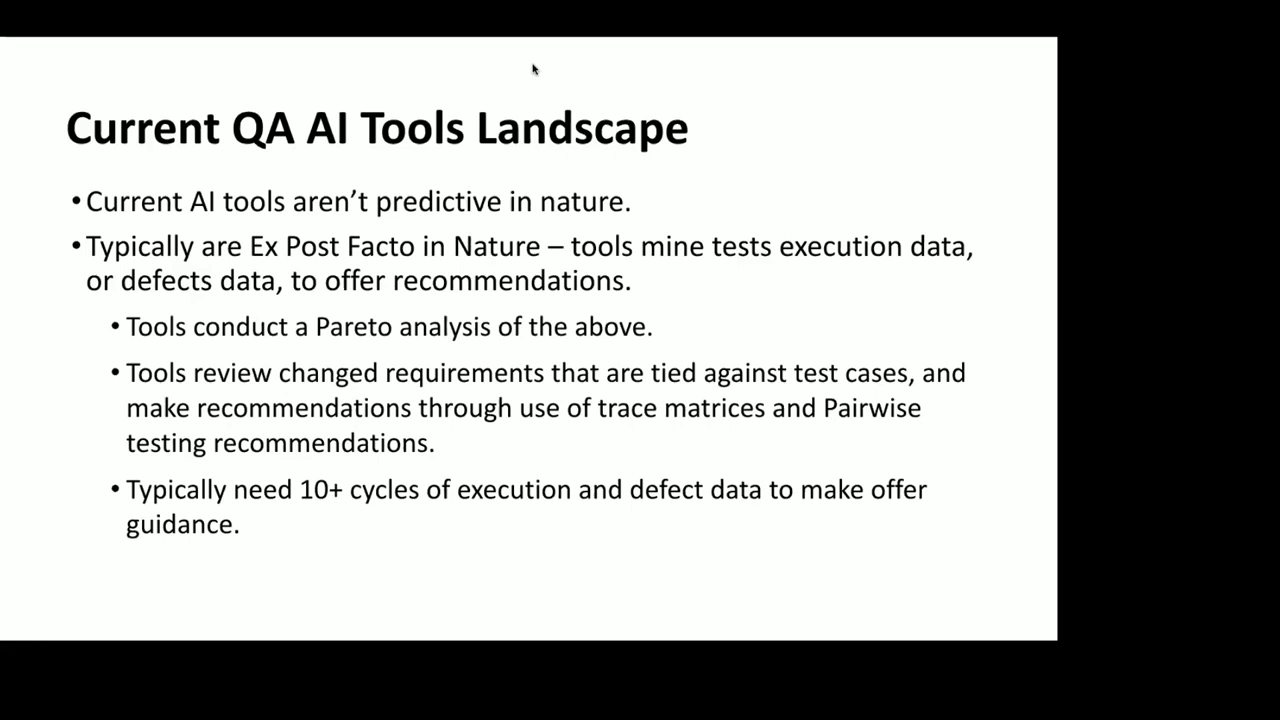 Current QA AI Tools Landscape
• Current AI tools aren’t predictive in nature.
• Typically are Ex Post Facto in Nature – tools mine tests execution data,
or defects data, to offer recommendations.
• Tools conduct a Pareto analysis of the above.
• Tools review changed requirements that are tied against test cases, and
make recommendations through use of trace matrices and Pairwise
testing recommendations.
• Typically need 10+ cycles of execution and defect data to make offer
guidance.